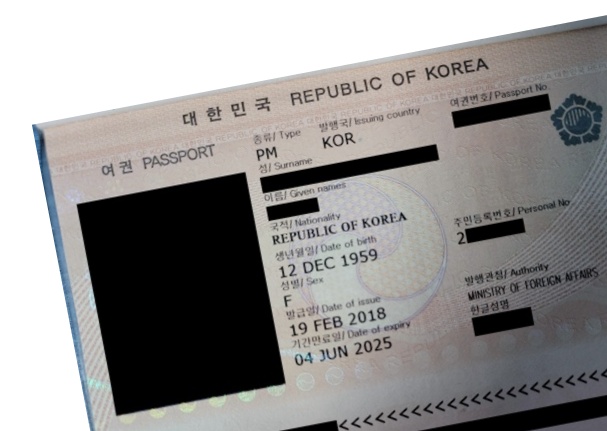 대한민국 REPUBLIC OF KOREA
여권 PASSPORT
종류/ Type 발행국/ Issuing country 여권번호/ Passport No.
PM KOR
성/ Surname
이름/ Given names
국적/ Nationality
REPUBLIC OF KOREA
주민등록번호/ Personal No
생년월일/ Date of birth
2
12 DEC 1959
성별/ Sex
F
발행관청/ Authority
MINISTRY OF FOREIGN AFFAIRS
발급일/ Date of issue
한글성명
19 FEB 2018
기간만료일/ Date of expiry
04 JUN 2025
<<<<<<<<<<<<<<<<<<<<<